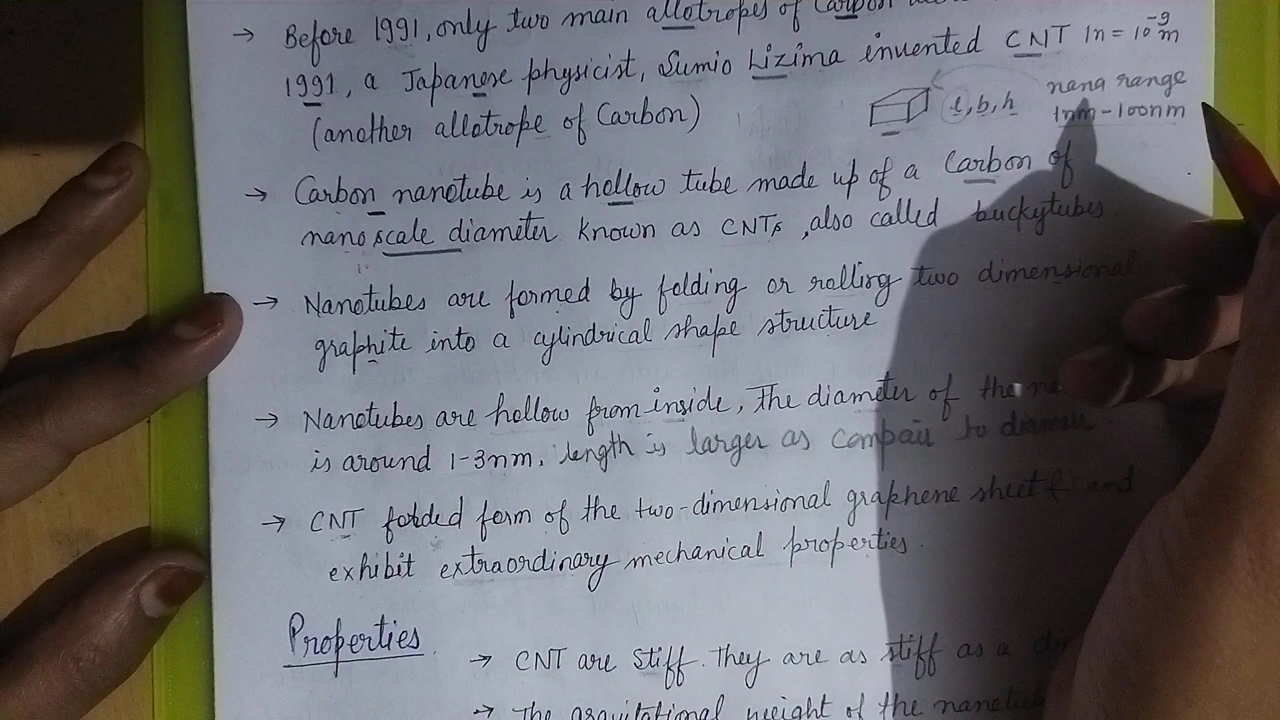 → Before 1991, only two main allotropes of Carbon
1991, a Japanese physicist, Sumio Lizima invented CNT 1n = 10⁻⁹m
(another allotrope of Carbon) l, b, h nana range
1nm - 100nm
→ Carbon nanotube is a hollow tube made up of a Carbon of
nano scale diameter known as CNTs, also called buckytubes
→ Nanotubes are formed by folding or rolling two dimensional
graphite into a cylindrical shape structure
→ Nanotubes are hollow from inside, The diameter of the
is around 1-3nm. length is larger as compair to
→ CNT folded form of the two-dimensional graphene sheet and
exhibit extraordinary mechanical properties.
Properties
→ CNT are stiff. They are as stiff as a
→ The gravitational weight of the